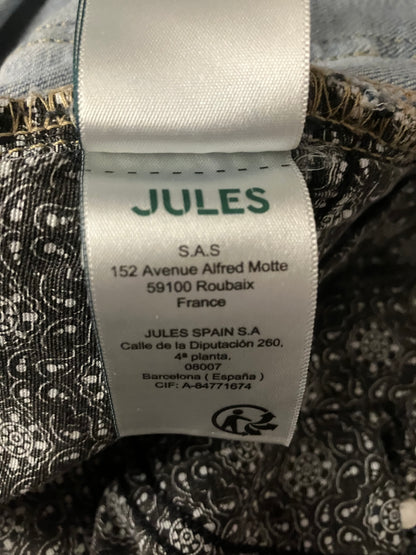 JULES
S.A.S
152 Avenue Alfred Motte
59100 Roubaix
France
JULES SPAIN S.A
Calle de la Diputación 260,
4ª planta,
08007
Barcelona ( España )
CIF: A-84771674